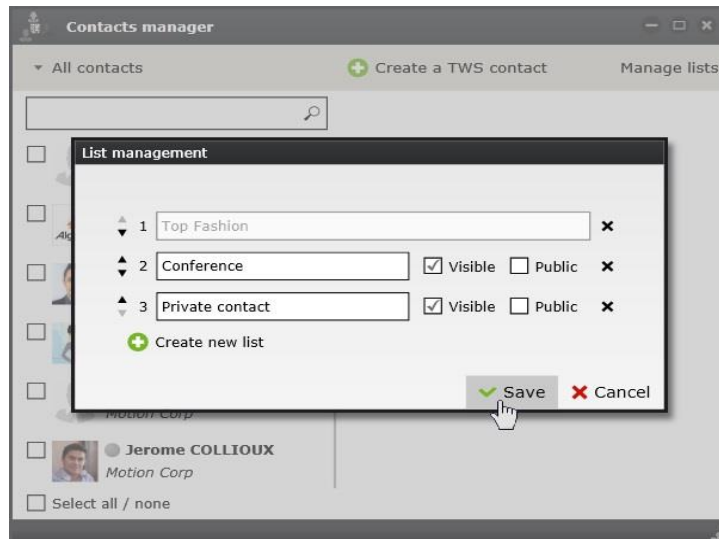 Contacts manager
All contacts
Create a TWS contact
Manage lists
List management
1 Top Fashion
2 Conference Visible Public
3 Private contact Visible Public
Create new list
Save Cancel
Motion Corp
Jerome COLLIOUX
Motion Corp
Select all / none